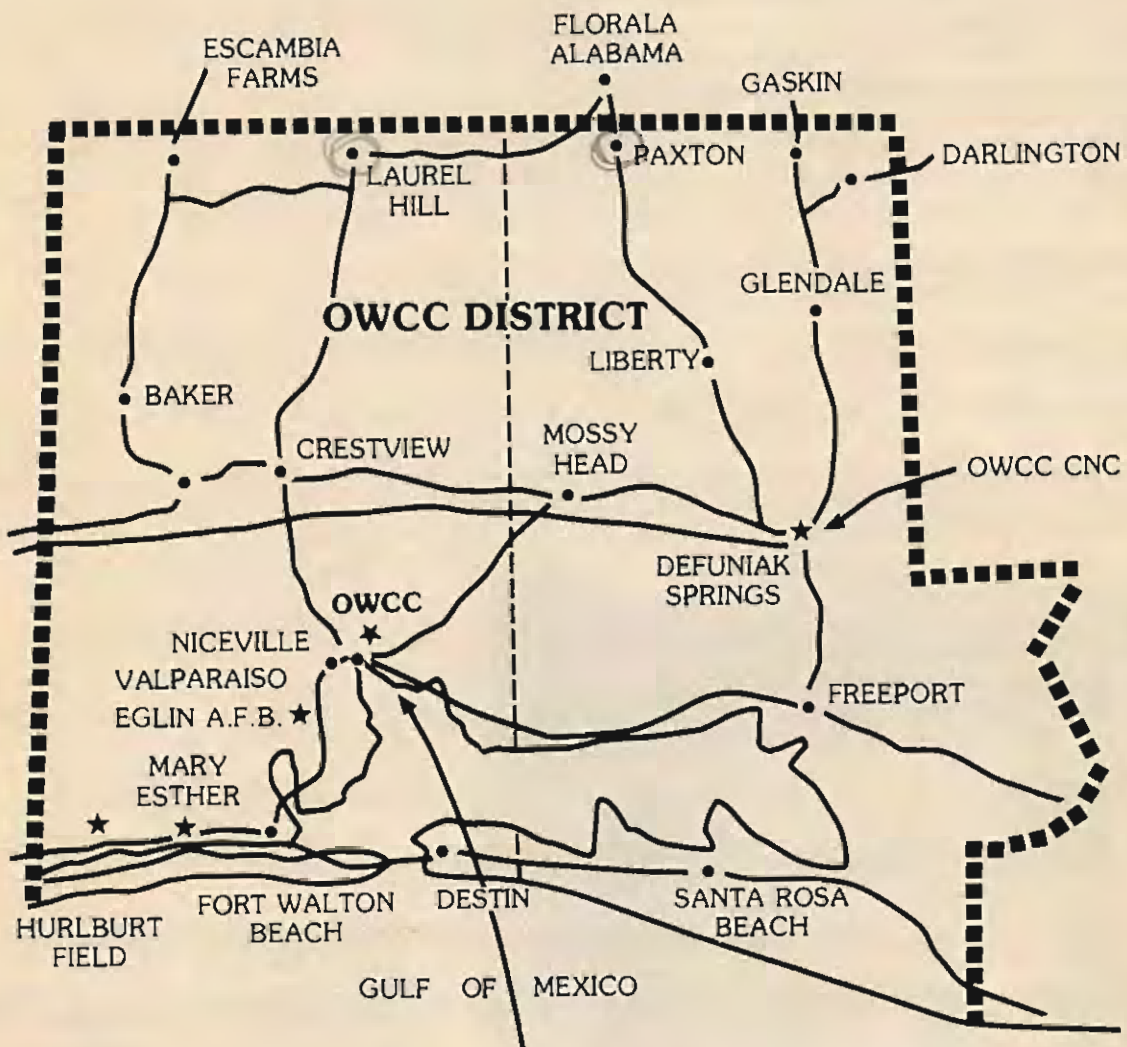 ESCAMBIA
FARMS
FLORALA
ALABAMA
GASKIN
LAUREL
HILL
PAXTON
DARLINGTON
GLENDALE
OWCC DISTRICT
LIBERTY
BAKER
CRESTVIEW
MOSSY
HEAD
OWCC CNC
DEFUNIAK
SPRINGS
OWCC
NICEVILLE
VALPARAISO
EGLIN A.F.B.
FREEPORT
MARY
ESTHER
HURLBURT
FIELD
FORT WALTON
BEACH
DESTIN
SANTA ROSA
BEACH
GULF OF MEXICO